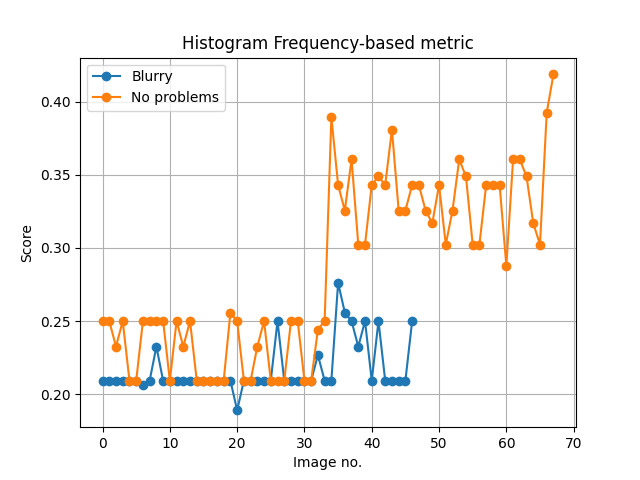 Histogram Frequency-based metric
Blurry
No problems
0.40
0.35
0.30
0.25
0.20
Score
0 10 20 30 40 50 60 70
Image no.